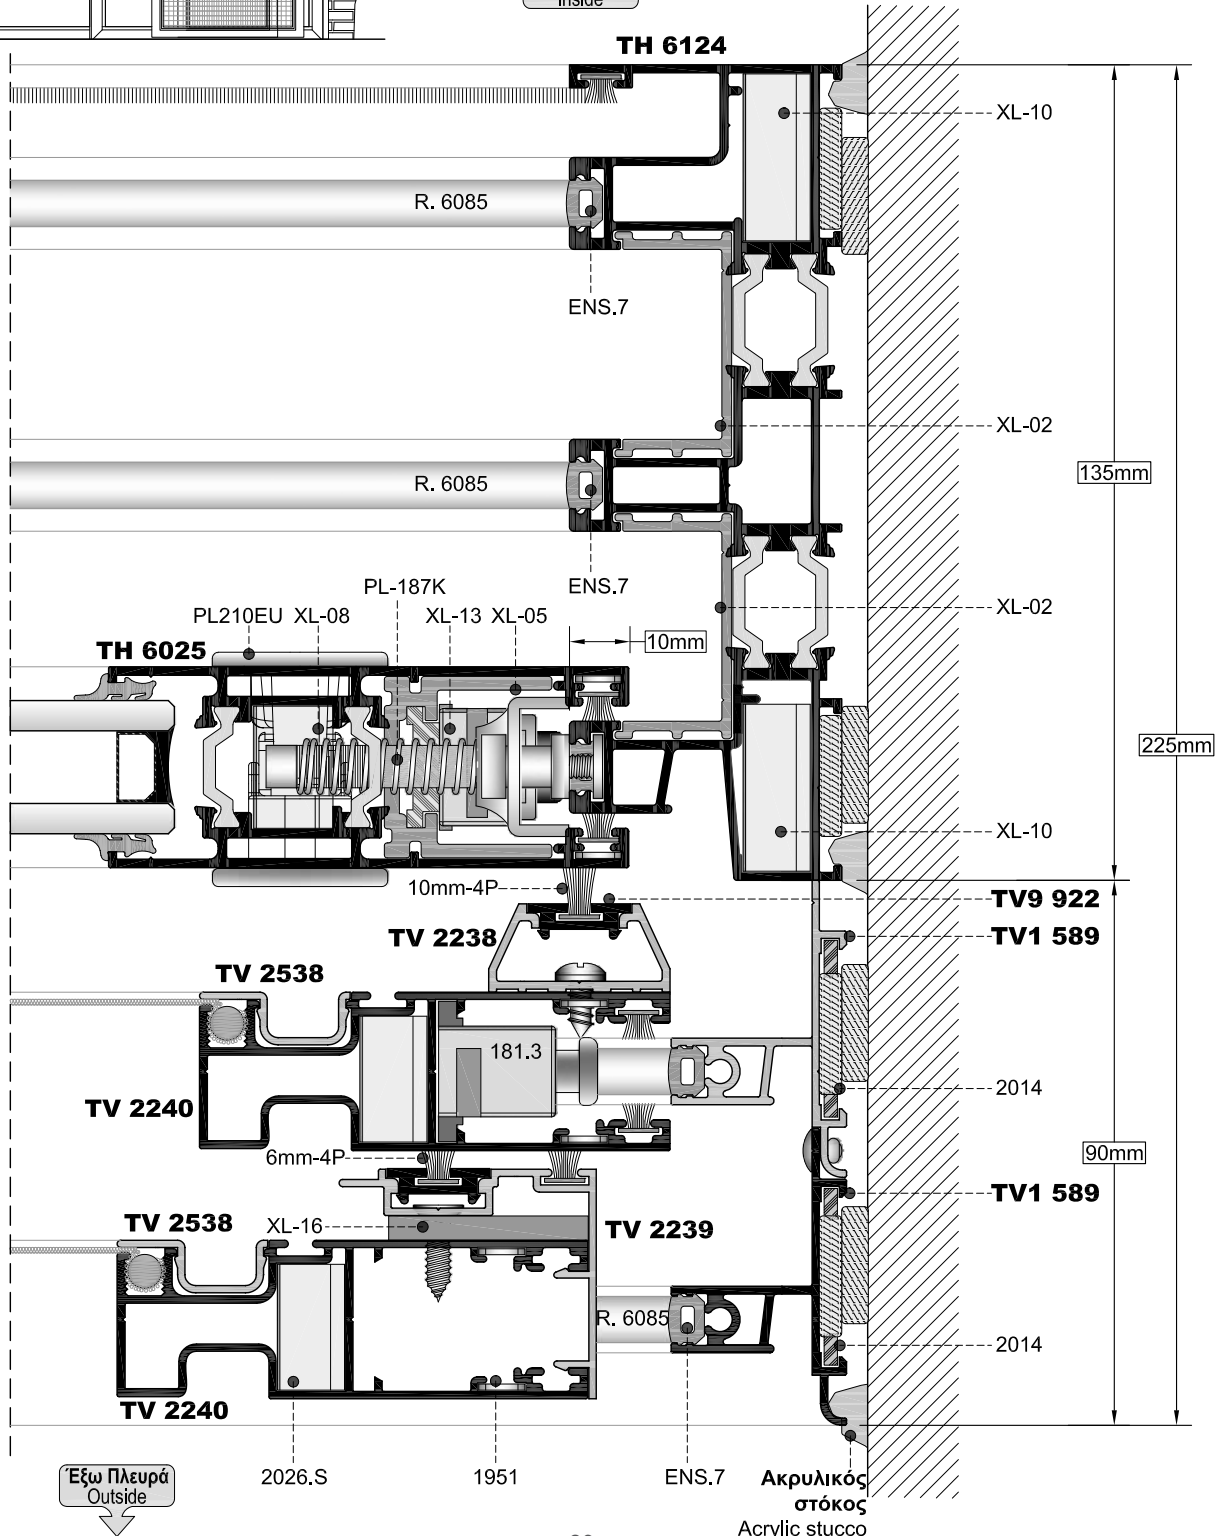 Inside
TH 6124
XL-10
R. 6085
ENS.7
XL-02
R. 6085
135mm
ENS.7
PL-187K
XL-02
PL210EU XL-08 XL-13 XL-05
10mm
TH 6025
225mm
XL-10
10mm-4P
TV9 922
TV 2238
TV1 589
TV 2538
181.3
2014
TV 2240
90mm
6mm-4P
TV1 589
TV 2538
XL-16
TV 2239
R. 6085
2014
TV 2240
Έξω Πλευρά
Outside
2026.S
1951
ENS.7
Ακρυλικός
στόκος
Acrylic stucco